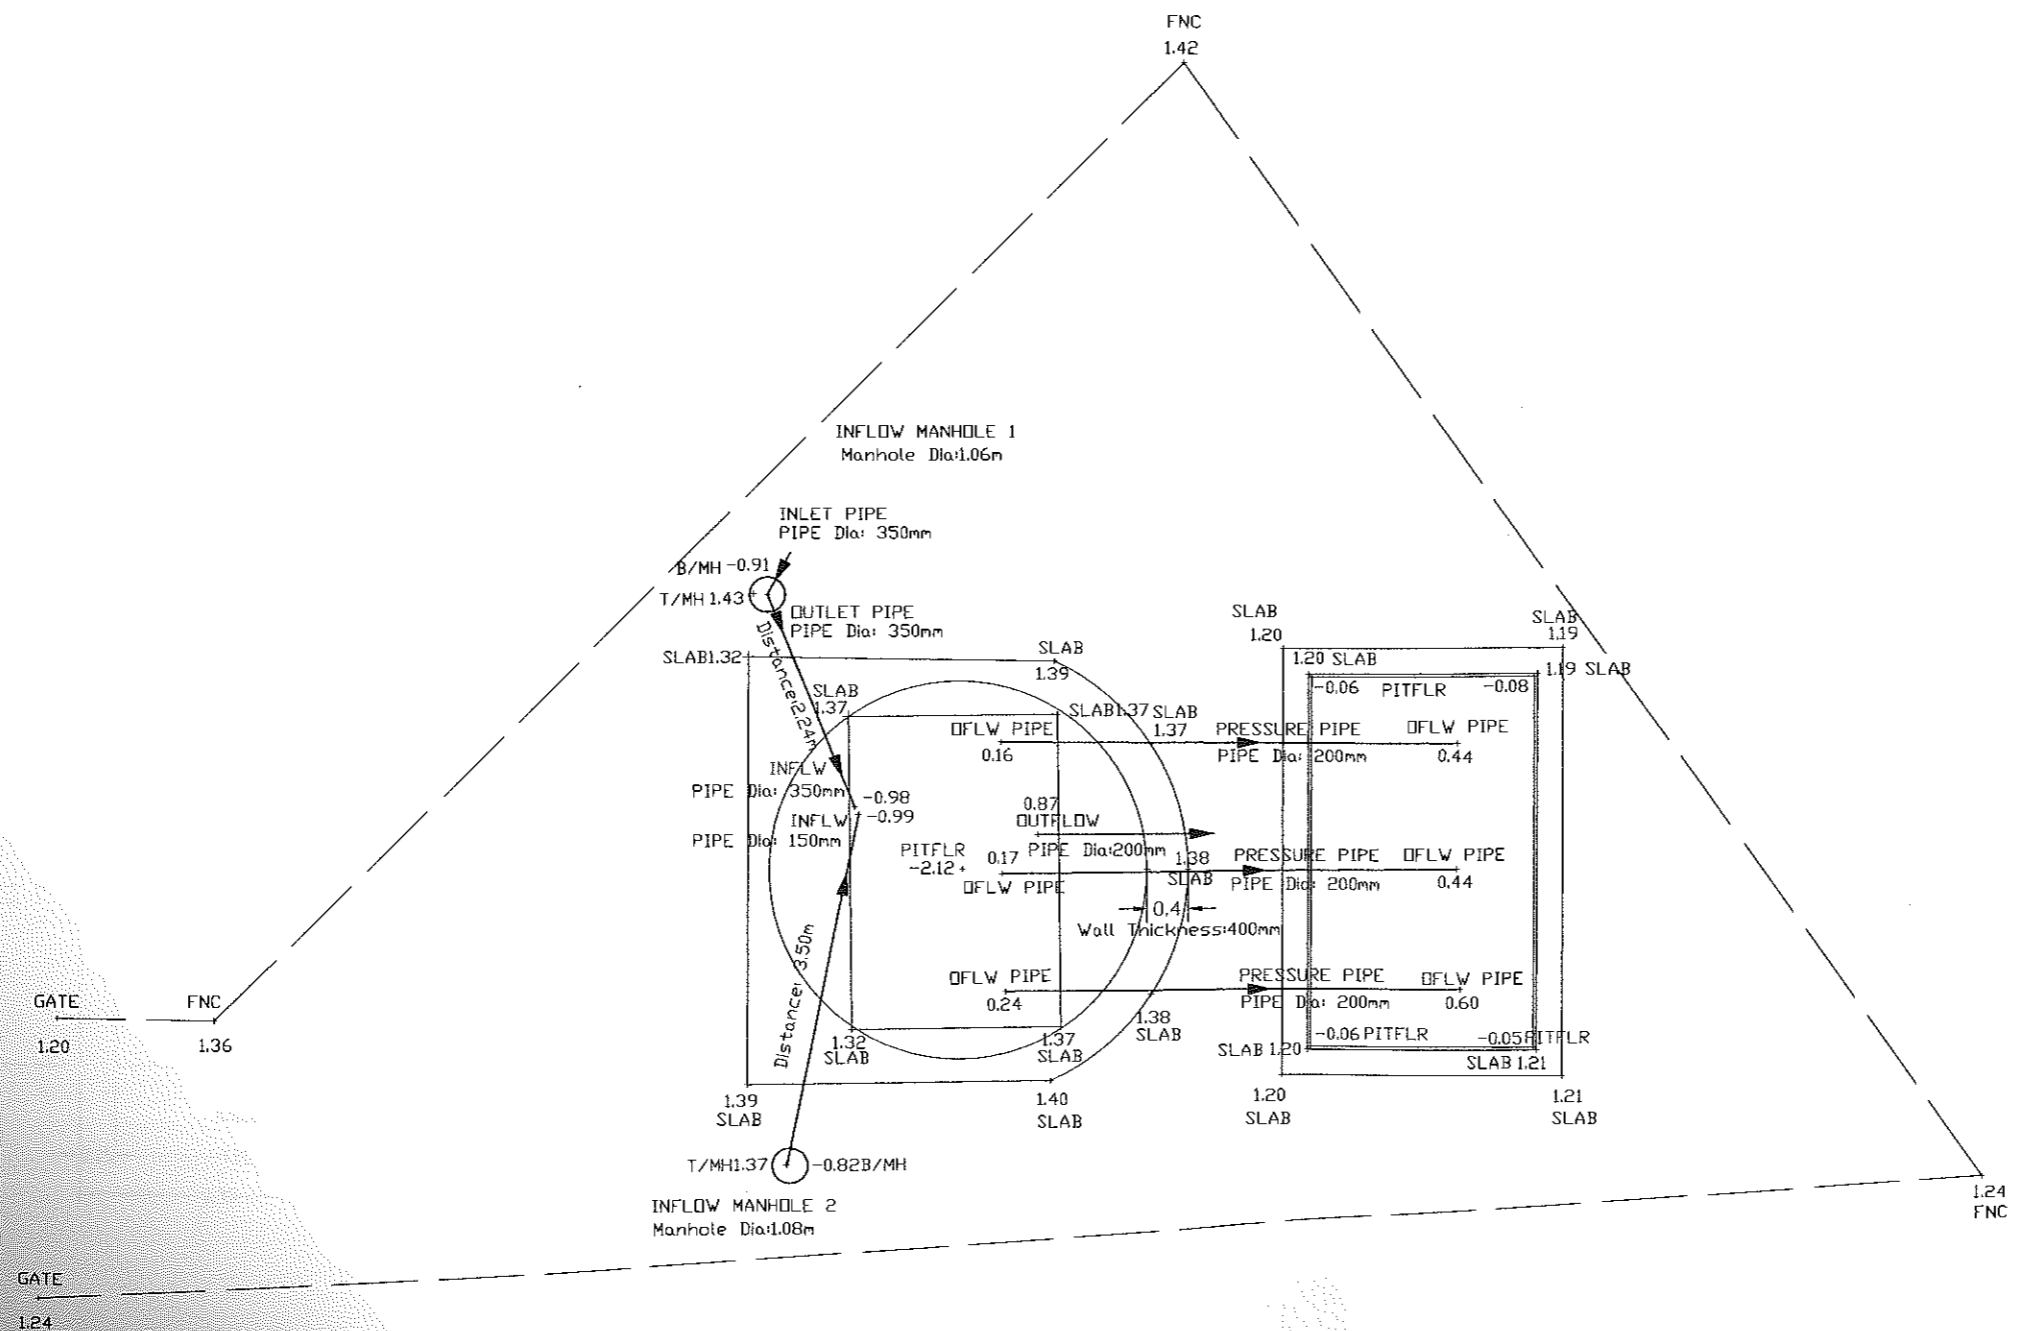 FNC
1.42
INFLOW MANHOLE 1
Manhole Dia:1.06m
INLET PIPE
PIPE Dia: 350mm
B/MH -0.91
T/MH 1.43
OUTLET PIPE
PIPE Dia: 350mm
Distance:2.24m
SLAB1.32
SLAB
1.39
SLAB
1.37
SLAB1.37
SLAB
1.37
SLAB
1.20
SLAB
1.19
1.20 SLAB
1.19 SLAB
-0.06 PITFLR -0.08
OFLW PIPE
0.16
PRESSURE PIPE
PIPE Dia: 200mm
OFLW PIPE
0.44
INFLW
PIPE Dia: 350mm
-0.98
INFLW
-0.99
PIPE Dia: 150mm
0.87
OUTFLOW
PIPE Dia:200mm
PITFLR
-2.12
0.17
OFLW PIPE
1.38
SLAB
PRESSURE PIPE
PIPE Dia: 200mm
OFLW PIPE
0.44
0.4
Wall Thickness:400mm
Distance: 3.50m
OFLW PIPE
0.24
PRESSURE PIPE
PIPE Dia: 200mm
OFLW PIPE
0.60
GATE
1.20
FNC
1.36
1.32
SLAB
1.37
SLAB
1.38
SLAB
-0.06 PITFLR
-0.05PITFLR
SLAB 1.20
SLAB 1.21
1.39
SLAB
1.40
SLAB
1.20
SLAB
1.21
SLAB
T/MH1.37
-0.82B/MH
INFLOW MANHOLE 2
Manhole Dia:1.08m
1.24
FNC
GATE
1.24